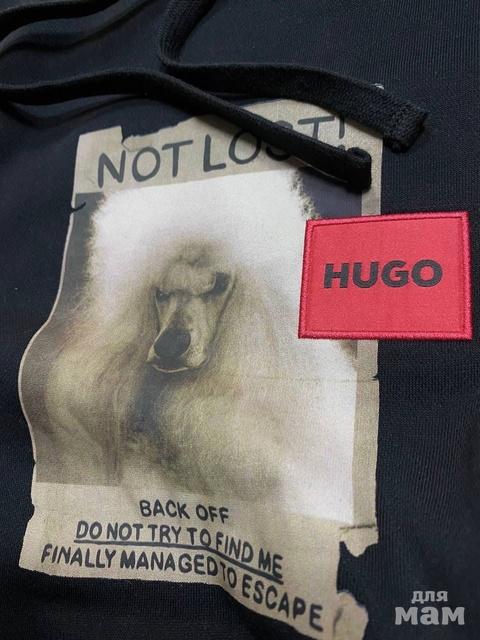 NOT LOST!
HUGO
BACK OFF
DO NOT TRY TO FIND ME
FINALLY MANAGED TO ESCAPE
для
мам